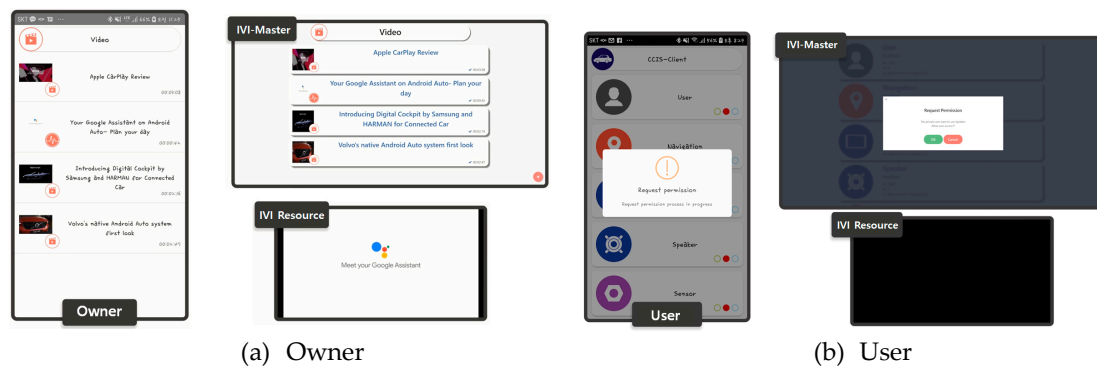 SKT
66%
Video
Apple CarPlay Review
Your Google Assistant on Android
Auto- Plan your day
Introducing Digital Cockpit by
Samsung and HARMAN for Connected
Car
Volvo's native Android Auto system
first look
Owner
IVI-Master
Video
Apple CarPlay Review
Your Google Assistant on Android Auto- Plan your
day
Introducing Digital Cockpit by Samsung and
HARMAN for Connected Car
Volvo's native Android Auto system first look
IVI Resource
Meet your Google Assistant
(a) Owner
SKT
CCIS-Client
User
Navigation
Request permission
Request permission process in progress
Speaker
Sensor
User
IVI-Master
Request Permission
OK
Cancel
IVI Resource
(b) User